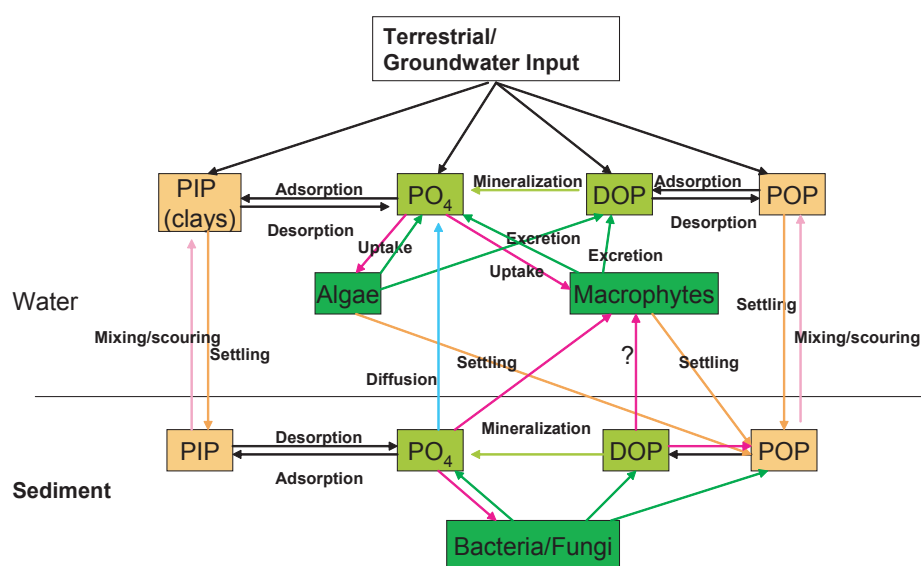 Terrestrial/
Groundwater Input
PIP
(clays)
Adsorption
Desorption
PO4
Mineralization
DOP
Adsorption
Desorption
POP
Uptake
Excretion
Uptake
Excretion
Algae
Macrophytes
Water
Mixing/scouring
Settling
Diffusion
Settling
?
Settling
Settling
Mixing/scouring
Sediment
PIP
Desorption
Adsorption
PO4
Mineralization
DOP
POP
Bacteria/Fungi